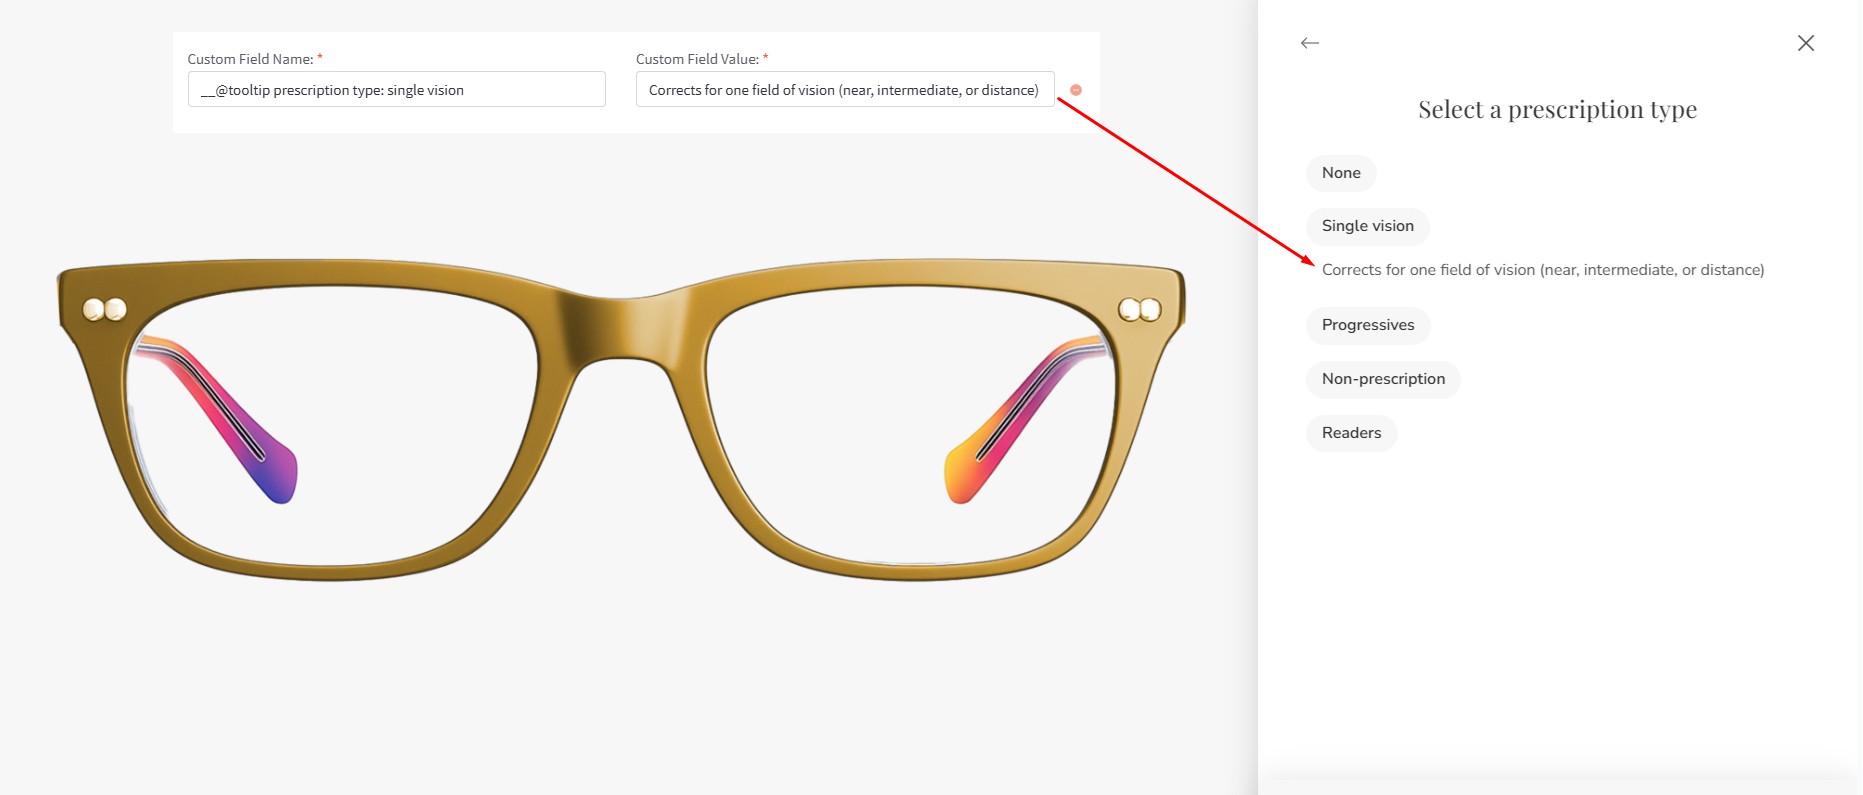 Custom Field Name: *
Custom Field Value: *
__@tooltip prescription type: single vision
Corrects for one field of vision (near, intermediate, or distance)
Select a prescription type
None
Single vision
Corrects for one field of vision (near, intermediate, or distance)
Progressives
Non-prescription
Readers